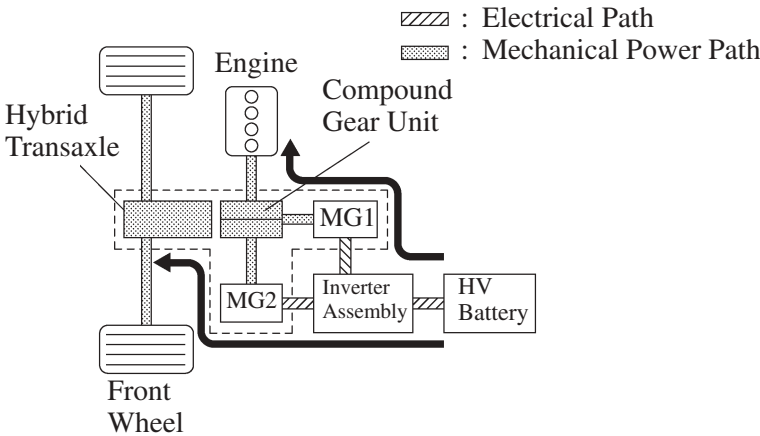 : Electrical Path
: Mechanical Power Path
Engine
Compound
Gear Unit
Hybrid
Transaxle
MG1
MG2
Inverter
Assembly
HV
Battery
Front
Wheel